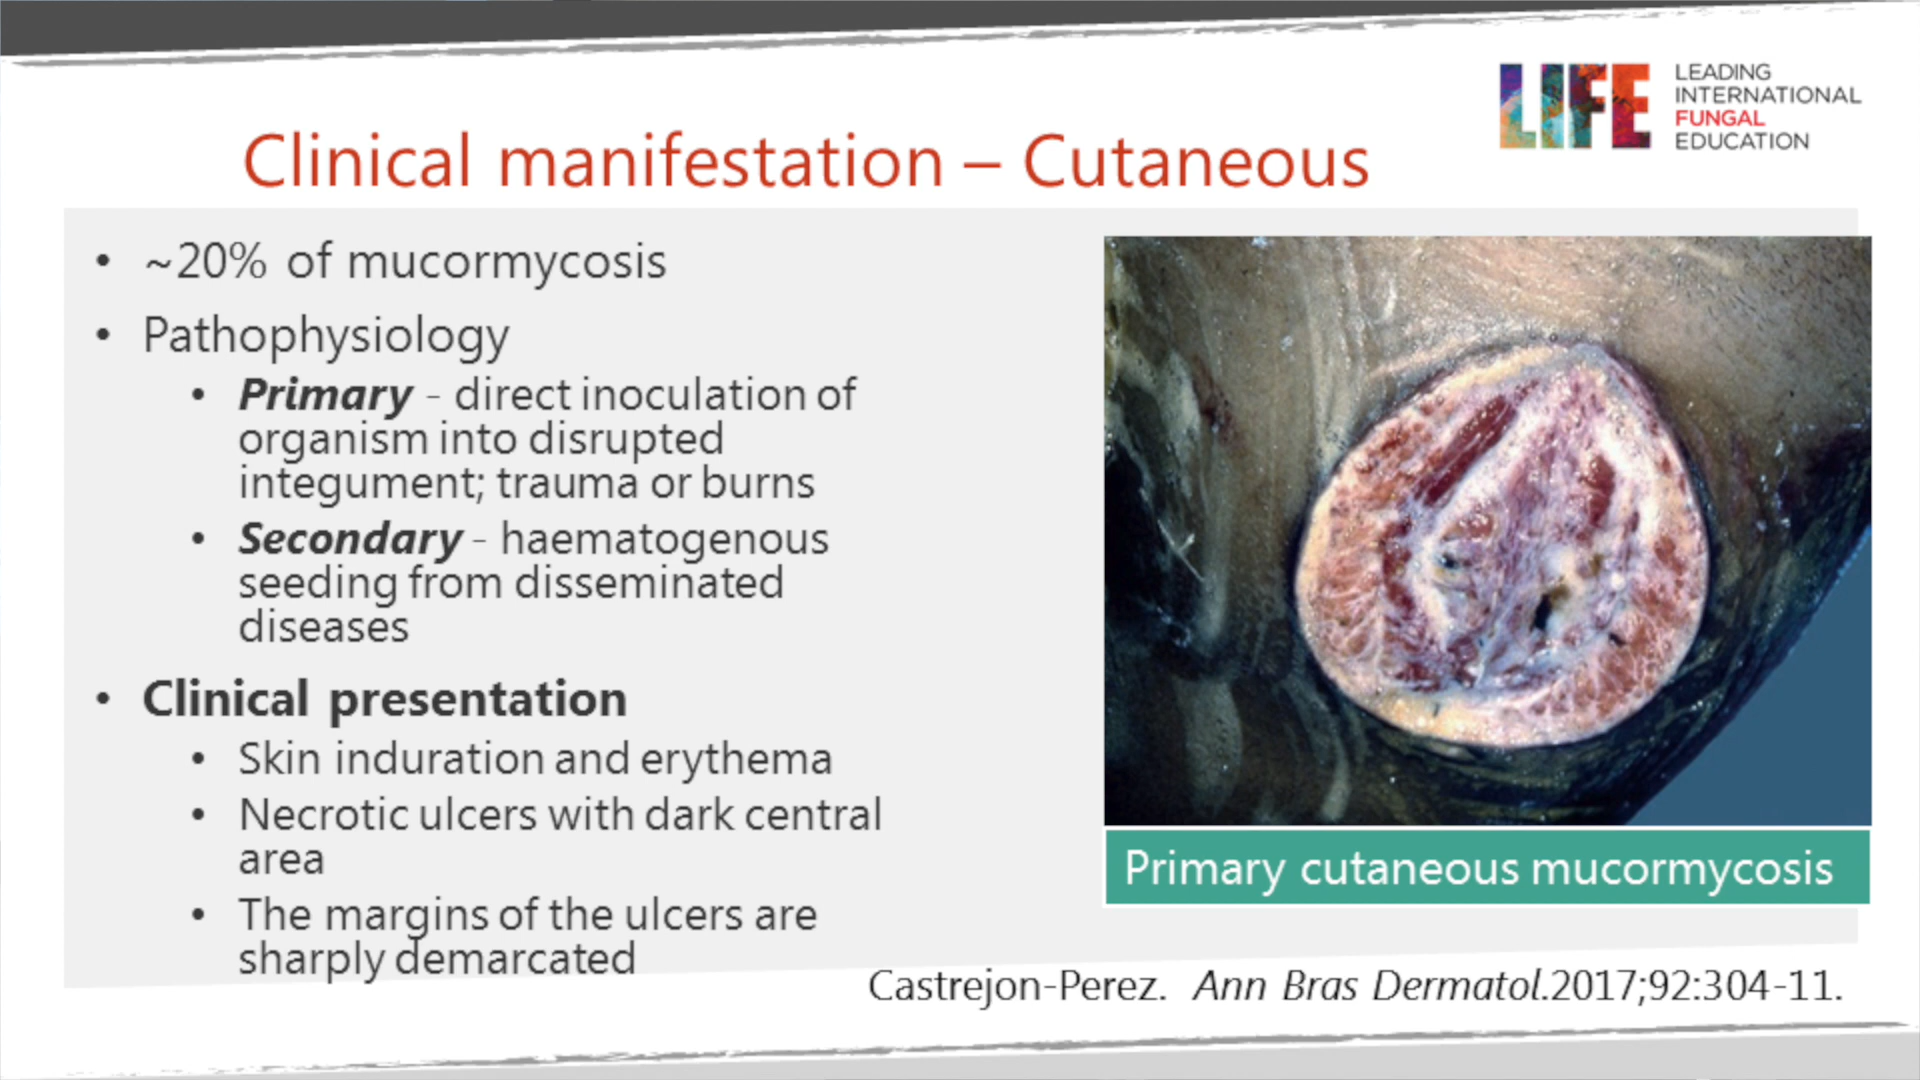 LIFE
LEADING
INTERNATIONAL
FUNGAL
EDUCATION
Clinical manifestation – Cutaneous
• ~20% of mucormycosis
• Pathophysiology
• Primary - direct inoculation of
organism into disrupted
integument; trauma or burns
• Secondary - haematogenous
seeding from disseminated
diseases
• Clinical presentation
• Skin induration and erythema
• Necrotic ulcers with dark central
area
• The margins of the ulcers are
sharply demarcated
Primary cutaneous mucormycosis
Castrejon-Perez. Ann Bras Dermatol.2017;92:304-11.